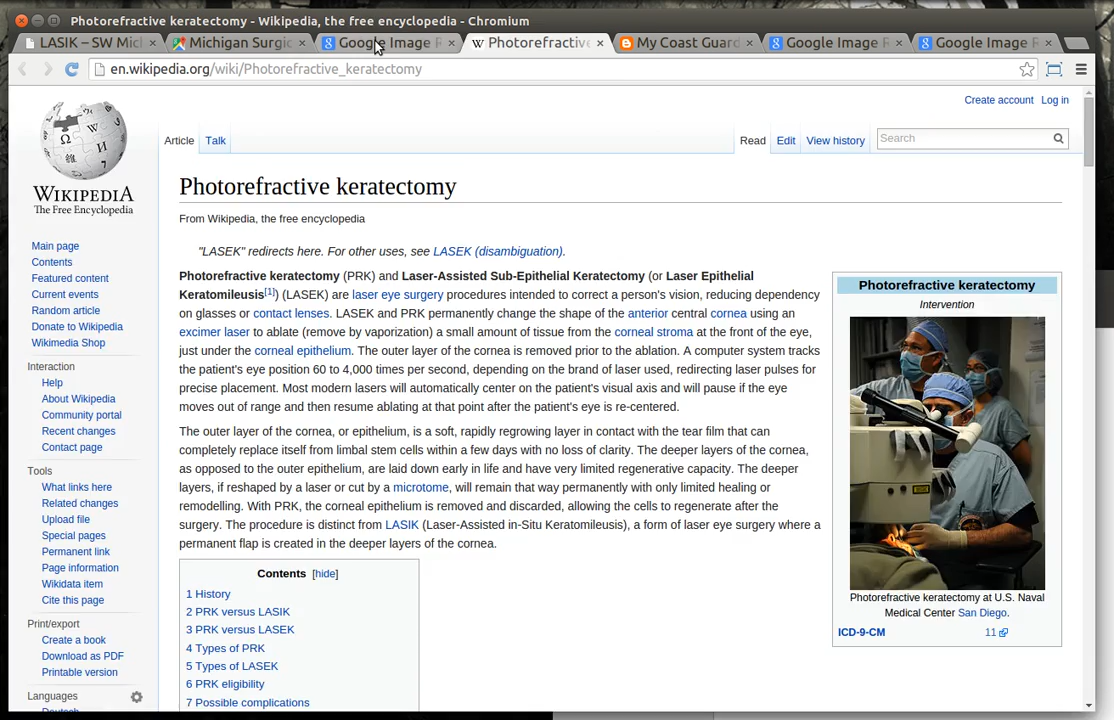 Photorefractive keratectomy - Wikipedia, the free encyclopedia - Chromium
LASIK – SW Mich
Michigan Surgic
Google Image R
Photorefractive
My Coast Guard
Google Image R
Google Image R
en.wikipedia.org/wiki/Photorefractive_keratectomy
Create account Log in
WIKIPEDIA
The Free Encyclopedia
Article Talk
Read Edit View history
Search
Main page
Contents
Featured content
Current events
Random article
Donate to Wikipedia
Wikimedia Shop
Interaction
Help
About Wikipedia
Community portal
Recent changes
Contact page
Tools
What links here
Related changes
Upload file
Special pages
Permanent link
Page information
Wikidata item
Cite this page
Print/export
Create a book
Download as PDF
Printable version
Languages
Photorefractive keratectomy
From Wikipedia, the free encyclopedia
"LASEK" redirects here. For other uses, see LASEK (disambiguation).
Photorefractive keratectomy (PRK) and Laser-Assisted Sub-Epithelial Keratectomy (or Laser Epithelial
Keratomileusis[1]) (LASEK) are laser eye surgery procedures intended to correct a person's vision, reducing dependency
on glasses or contact lenses. LASEK and PRK permanently change the shape of the anterior central cornea using an
excimer laser to ablate (remove by vaporization) a small amount of tissue from the corneal stroma at the front of the eye,
just under the corneal epithelium. The outer layer of the cornea is removed prior to the ablation. A computer system tracks
the patient's eye position 60 to 4,000 times per second, depending on the brand of laser used, redirecting laser pulses for
precise placement. Most modern lasers will automatically center on the patient's visual axis and will pause if the eye
moves out of range and then resume ablating at that point after the patient's eye is re-centered.
The outer layer of the cornea, or epithelium, is a soft, rapidly regrowing layer in contact with the tear film that can
completely replace itself from limbal stem cells within a few days with no loss of clarity. The deeper layers of the cornea,
as opposed to the outer epithelium, are laid down early in life and have very limited regenerative capacity. The deeper
layers, if reshaped by a laser or cut by a microtome, will remain that way permanently with only limited healing or
remodelling. With PRK, the corneal epithelium is removed and discarded, allowing the cells to regenerate after the
surgery. The procedure is distinct from LASIK (Laser-Assisted in-Situ Keratomileusis), a form of laser eye surgery where a
permanent flap is created in the deeper layers of the cornea.
Contents [hide]
1 History
2 PRK versus LASIK
3 PRK versus LASEK
4 Types of PRK
5 Types of LASEK
6 PRK eligibility
7 Possible complications
Photorefractive keratectomy
Intervention
Photorefractive keratectomy at U.S. Naval
Medical Center San Diego.
ICD-9-CM 11